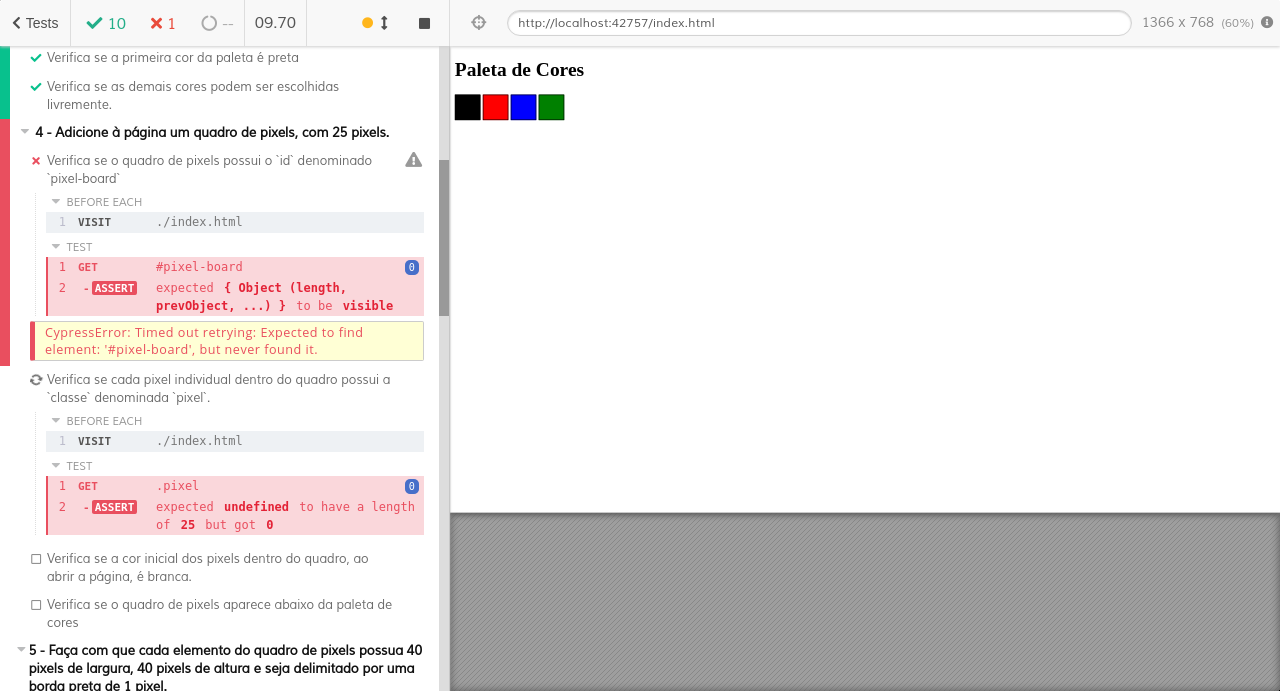 Tests
10
1
--
09.70
http://localhost:42757/index.html
1366 x 768 (60%)
Verifica se a primeira cor da paleta é preta
Verifica se as demais cores podem ser escolhidas
livremente.
4 - Adicione à página um quadro de pixels, com 25 pixels.
Verifica se o quadro de pixels possui o `id` denominado
`pixel-board`
BEFORE EACH
1 VISIT ./index.html
TEST
1 GET #pixel-board 0
2 -ASSERT expected { Object (length,
prevObject, ...) } to be visible
CypressError: Timed out retrying: Expected to find
element: '#pixel-board', but never found it.
Verifica se cada pixel individual dentro do quadro possui a
`classe` denominada `pixel`.
BEFORE EACH
1 VISIT ./index.html
TEST
1 GET .pixel 0
2 -ASSERT expected undefined to have a length
of 25 but got 0
Verifica se a cor inicial dos pixels dentro do quadro, ao
abrir a página, é branca.
Verifica se o quadro de pixels aparece abaixo da paleta de
cores
5 - Faça com que cada elemento do quadro de pixels possua 40
pixels de largura, 40 pixels de altura e seja delimitado por uma
borda preta de 1 pixel.
Paleta de Cores